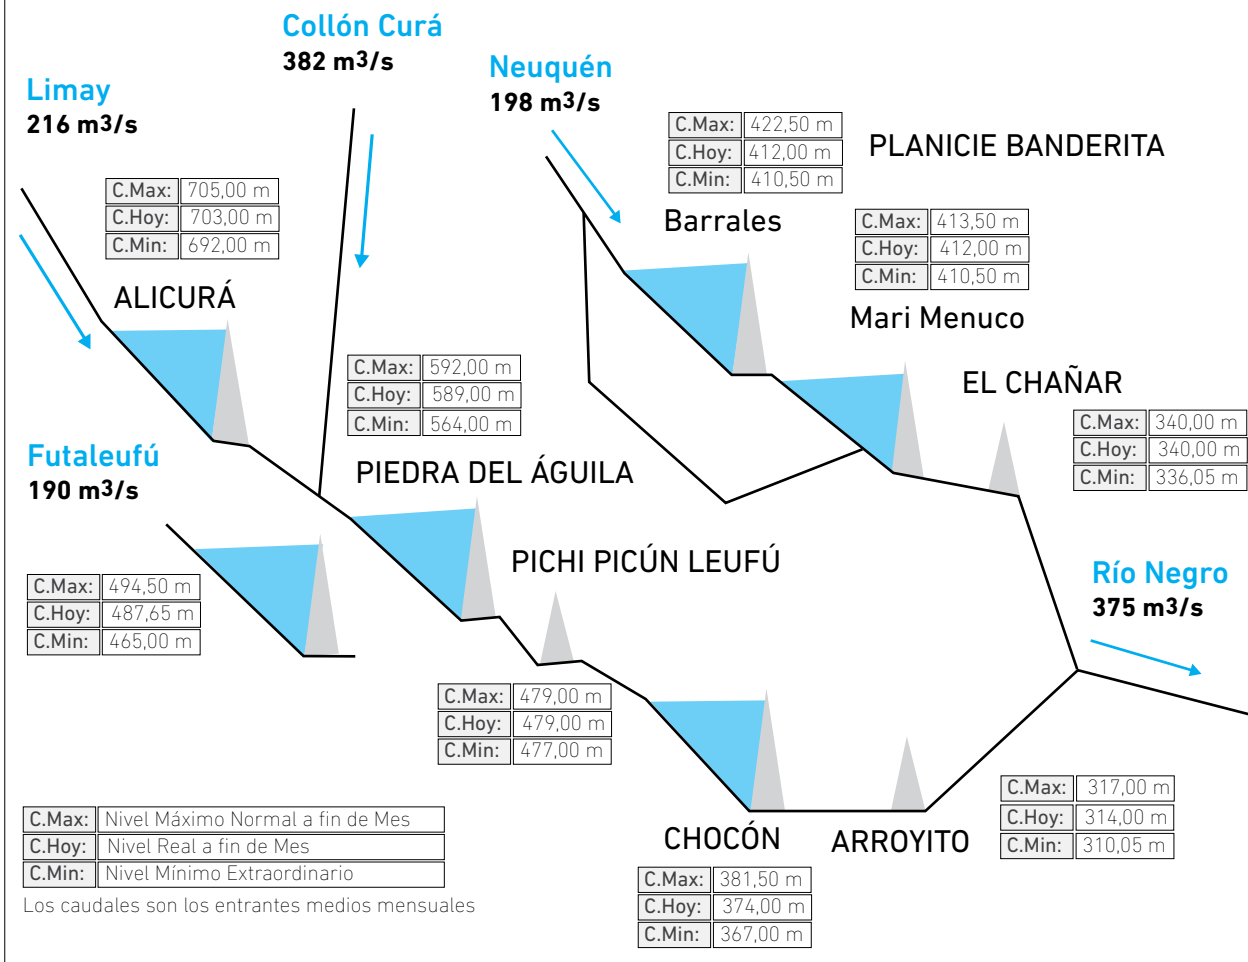 Collón Curá
382 m3/s
Neuquén
198 m3/s
Limay
216 m3/s
C.Max: 422,50 m
C.Hoy: 412,00 m
C.Min: 410,50 m
PLANICIE BANDERITA
Barrales
C.Max: 705,00 m
C.Hoy: 703,00 m
C.Min: 692,00 m
ALICURÁ
C.Max: 413,50 m
C.Hoy: 412,00 m
C.Min: 410,50 m
Mari Menuco
C.Max: 592,00 m
C.Hoy: 589,00 m
C.Min: 564,00 m
PIEDRA DEL ÁGUILA
EL CHAÑAR
C.Max: 340,00 m
C.Hoy: 340,00 m
C.Min: 336,05 m
Futaleufú
190 m3/s
C.Max: 494,50 m
C.Hoy: 487,65 m
C.Min: 465,00 m
PICHI PICÚN LEUFÚ
C.Max: 479,00 m
C.Hoy: 479,00 m
C.Min: 477,00 m
Río Negro
375 m3/s
CHOCÓN
C.Max: 381,50 m
C.Hoy: 374,00 m
C.Min: 367,00 m
ARROYITO
C.Max: 317,00 m
C.Hoy: 314,00 m
C.Min: 310,05 m
C.Max: Nivel Máximo Normal a fin de Mes
C.Hoy: Nivel Real a fin de Mes
C.Min: Nivel Mínimo Extraordinario
Los caudales son los entrantes medios mensuales